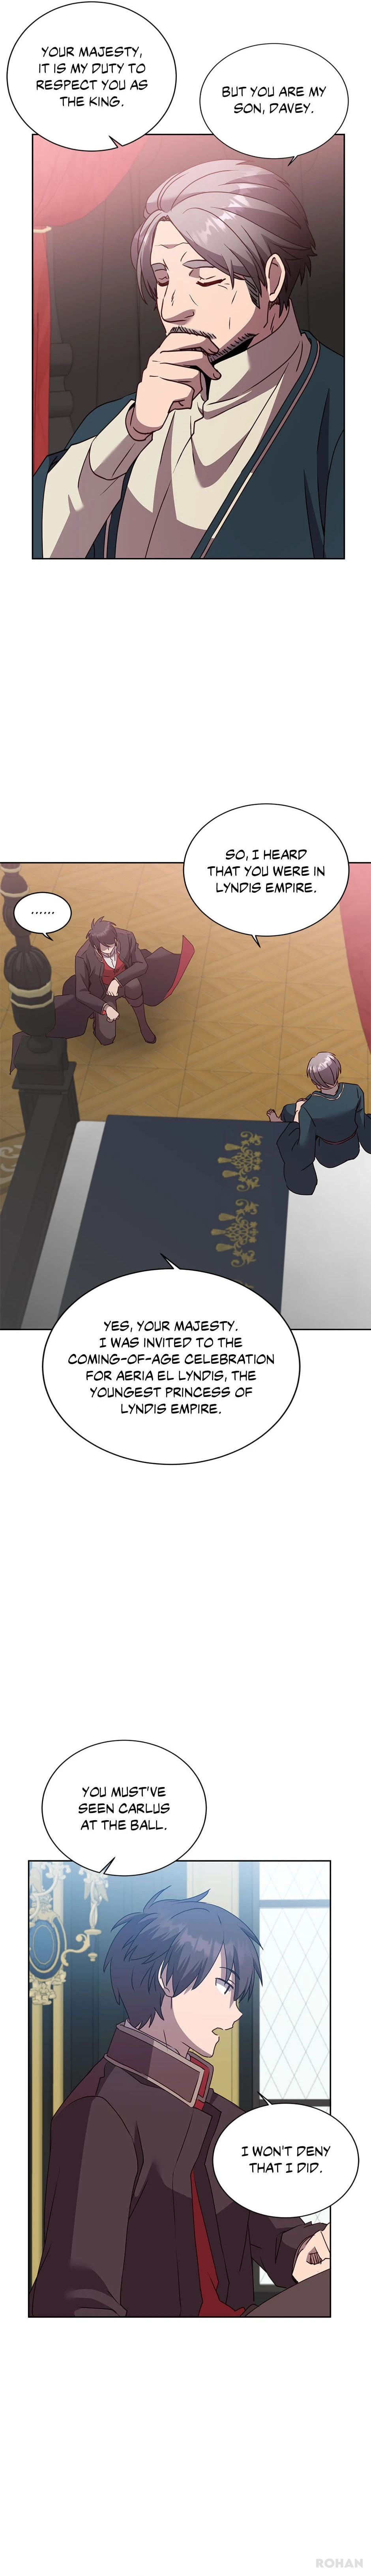 YOUR MAJESTY,
IT IS MY DUTY TO
RESPECT YOU AS
THE KING.
BUT YOU ARE MY
SON, DAVEY.
SO, I HEARD
THAT YOU WERE IN
LYNDIS EMPIRE.
......
YES, YOUR MAJESTY.
I WAS INVITED TO THE
COMING-OF-AGE CELEBRATION
FOR AERIA EL LYNDIS, THE
YOUNGEST PRINCESS OF
LYNDIS EMPIRE.
YOU MUST'VE
SEEN CARLUS
AT THE BALL.
I WON'T DENY
THAT I DID.
ROHAN